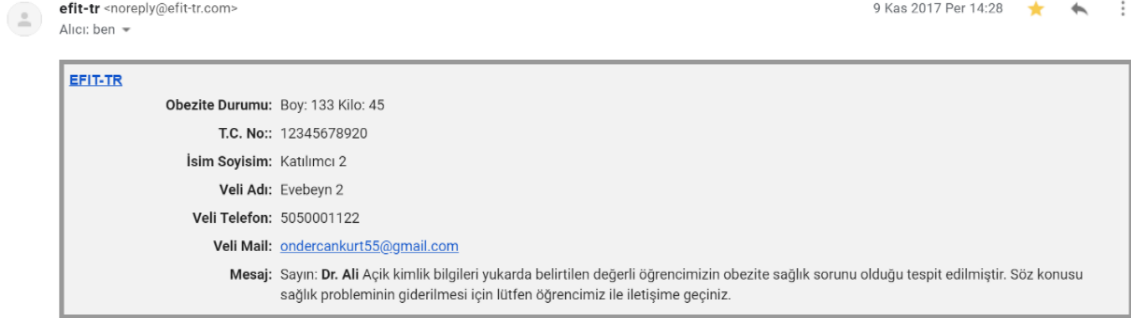 efit-tr <noreply@efit-tr.com> 9 Kas 2017 Per 14:28
Alıcı: ben
EFIT-TR
Obezite Durumu: Boy: 133 Kilo: 45
T.C. No:: 12345678920
İsim Soyisim: Katılımcı 2
Veli Adı: Evebeyn 2
Veli Telefon: 5050001122
Veli Mail: ondercankurt55@gmail.com
Mesaj: Sayın: Dr. Ali Açik kimlik bilgileri yukarda belirtilen değerli öğrencimizin obezite sağlık sorunu olduğu tespit edilmiştir. Söz konusu
sağlık probleminin giderilmesi için lütfen öğrencimiz ile iletişime geçiniz.